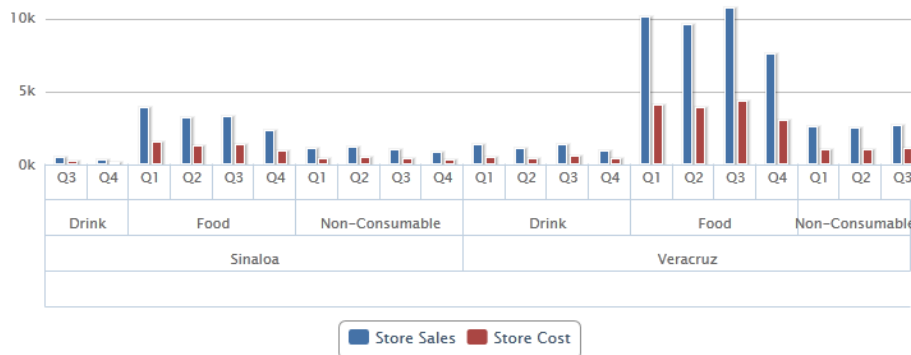 10k
5k
0k
Q3 Q4 Q1 Q2 Q3 Q4 Q1 Q2 Q3 Q4 Q1 Q2 Q3 Q4 Q1 Q2 Q3 Q4 Q1 Q2 Q3
Drink Food Non-Consumable Drink Food Non-Consumable
Sinaloa Veracruz
Store Sales Store Cost